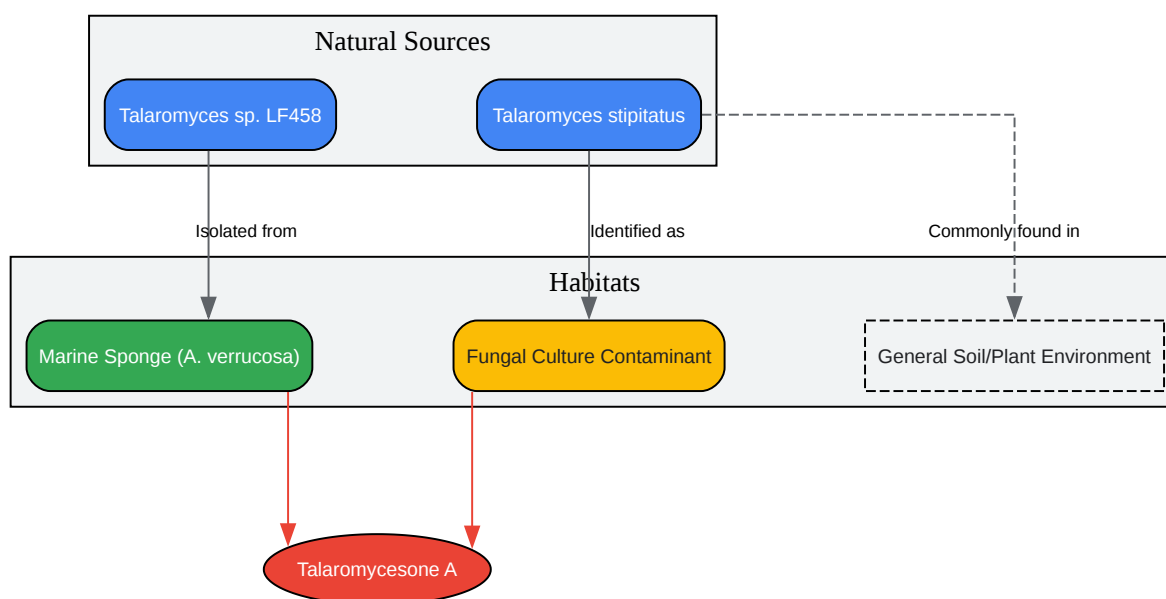 Natural Sources
Talaromyces sp. LF458
Talaromyces stipitatus
Isolated from
Identified as
Commonly found in
Habitats
Marine Sponge (A. verrucosa)
Fungal Culture Contaminant
General Soil/Plant Environment
Talaromycesone A